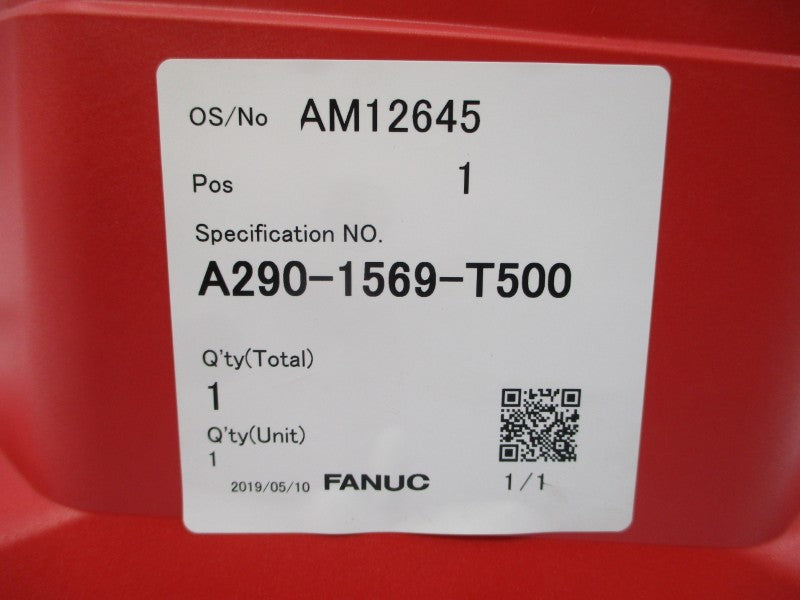 OS/No AM12645
Pos 1
Specification NO.
A290-1569-T500
Q'ty(Total)
1
Q'ty(Unit)
1
2019/05/10 FANUC 1/1